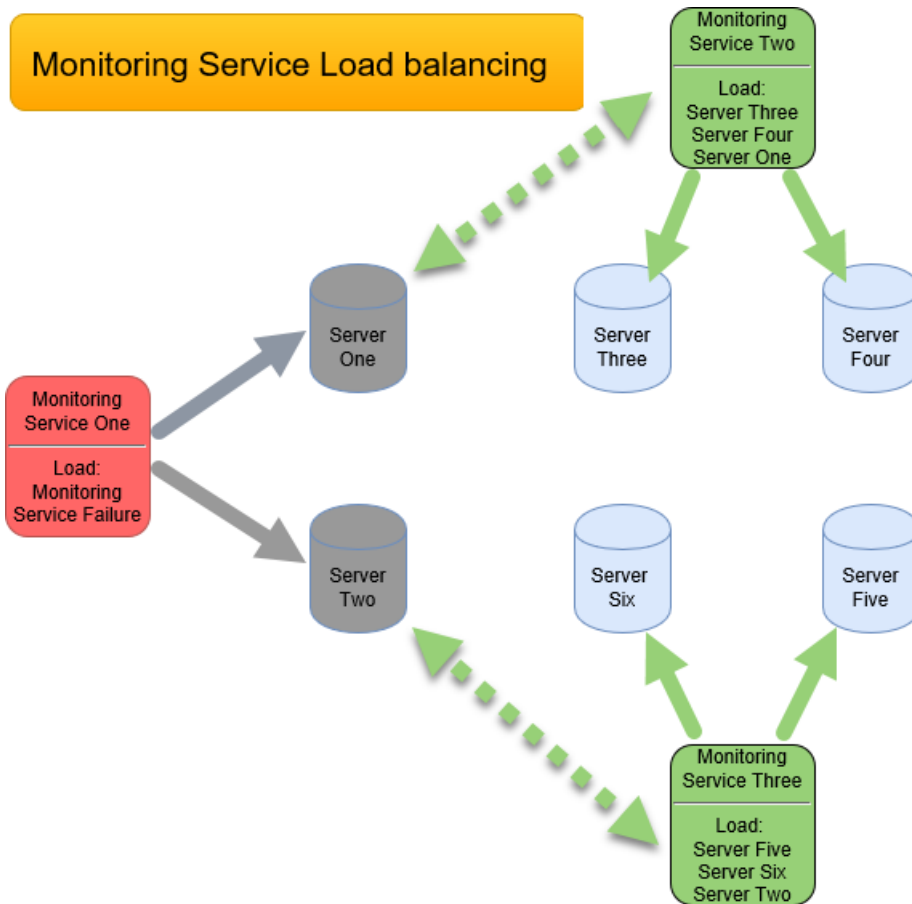 Monitoring Service Load balancing
Monitoring
Service Two
Load:
Server Three
Server Four
Server One
Server
One
Server
Three
Server
Four
Monitoring
Service One
Load:
Monitoring
Service Failure
Server
Two
Server
Six
Server
Five
Monitoring
Service Three
Load:
Server Five
Server Six
Server Two